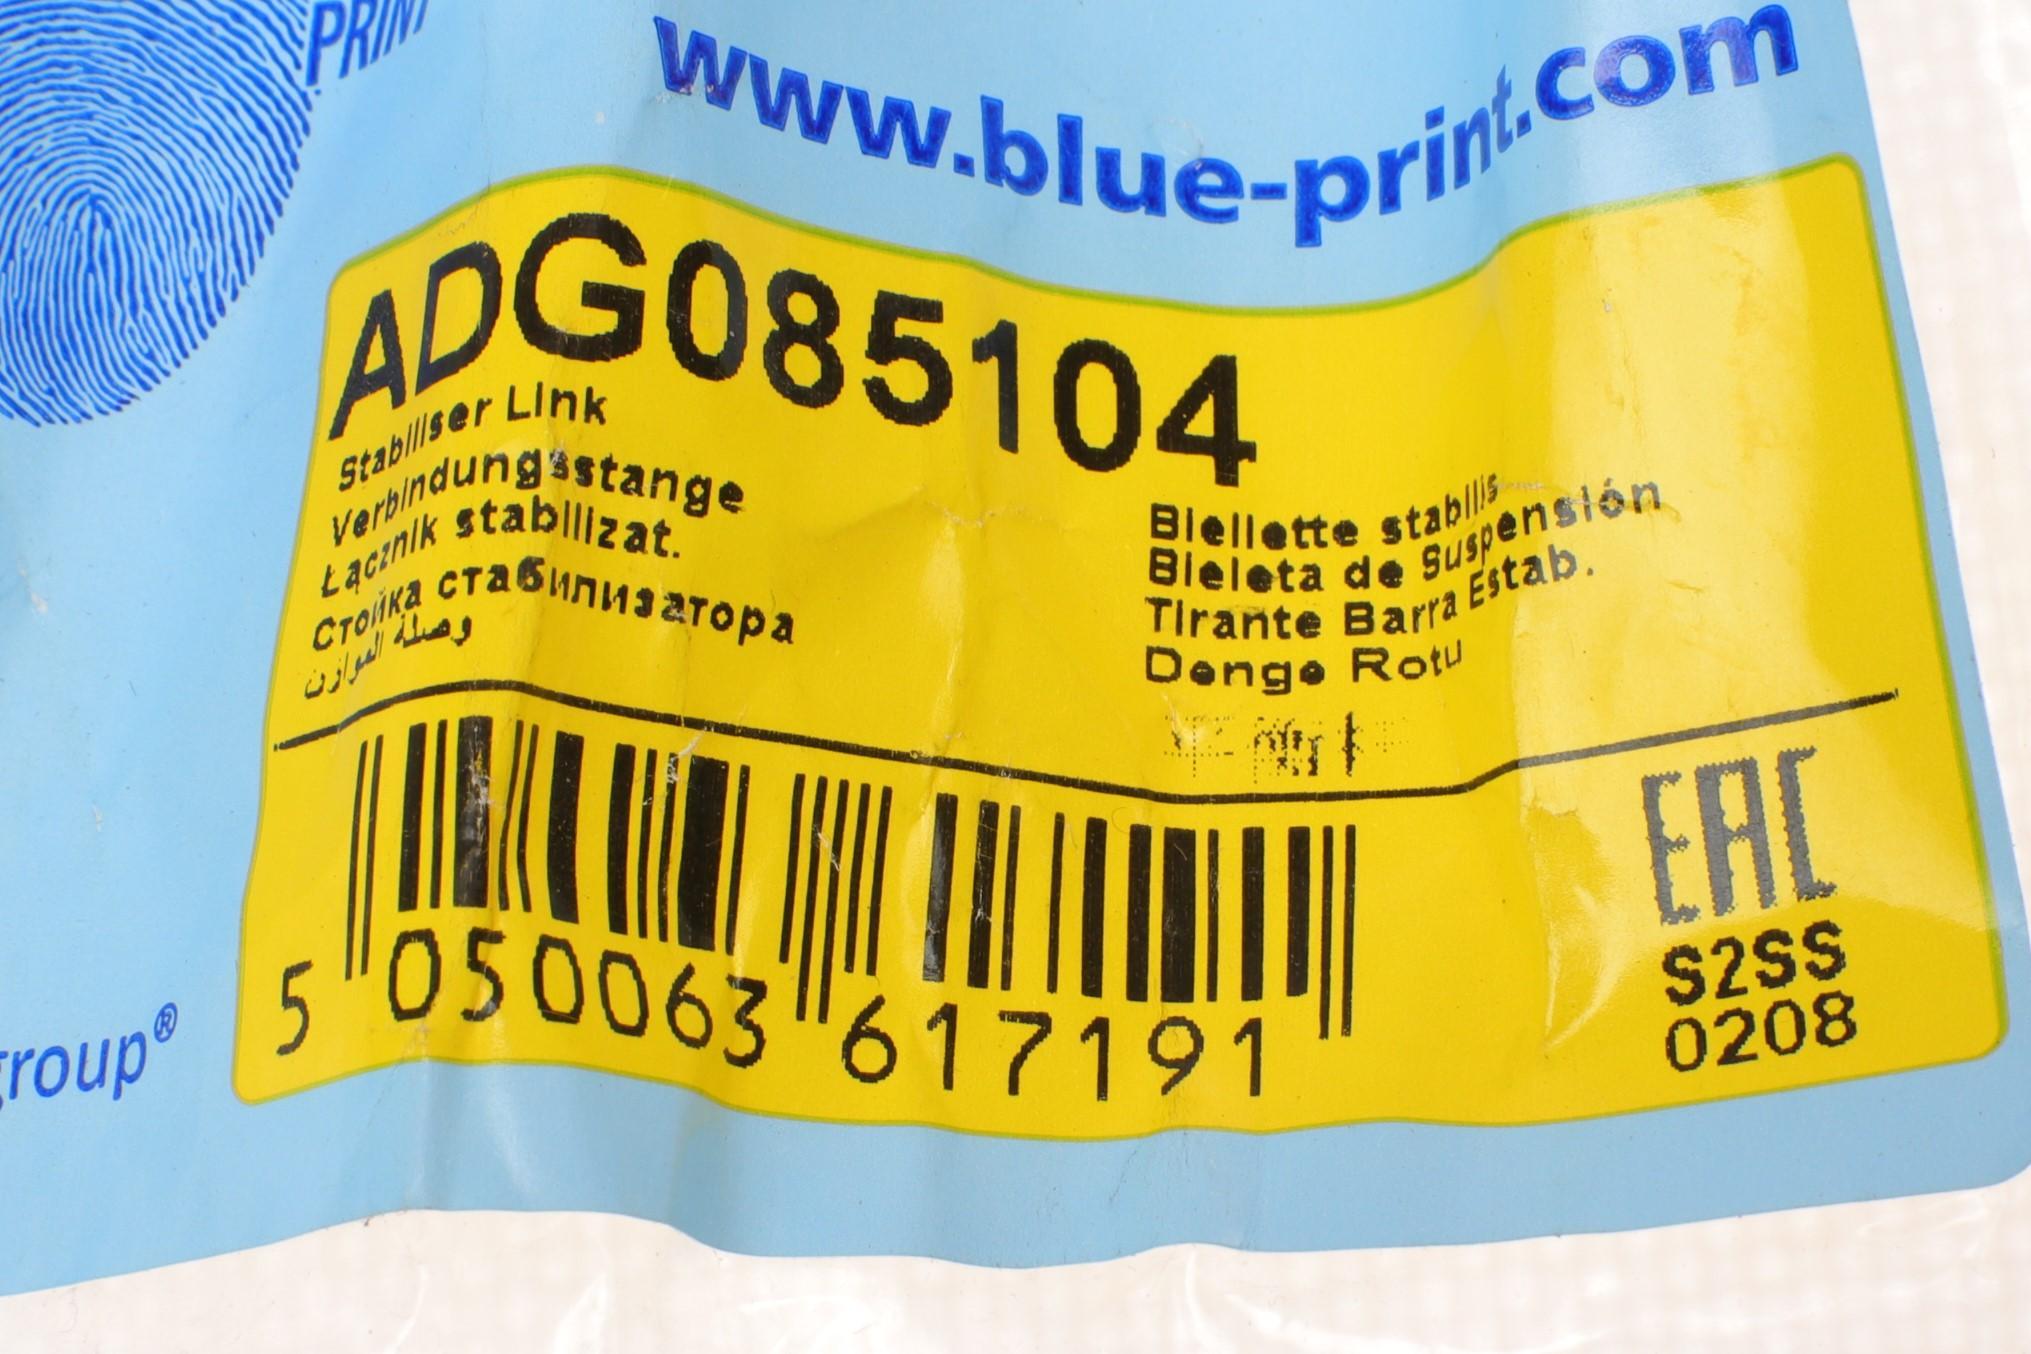 PRINT
www.blue-print.com
ADG085104
Stabiliser Link
Verbindungsstange
Łącznik stabilizat.
Стойка стабилизатора
وصلة الموازن
Biellette stabilis.
Bieleta de Suspensión
Tirante Barra Estab.
Denge Rotu
5 050063 617191
EAC
S2SS
0208
group®